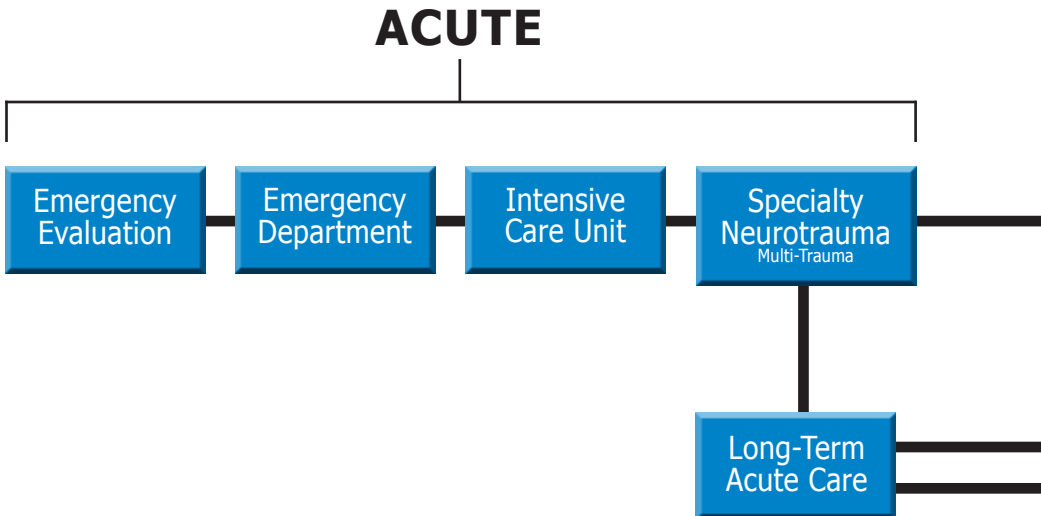 ACUTE
Emergency
Evaluation
Emergency
Department
Intensive
Care Unit
Specialty
Neurotrauma
Multi-Trauma
Long-Term
Acute Care